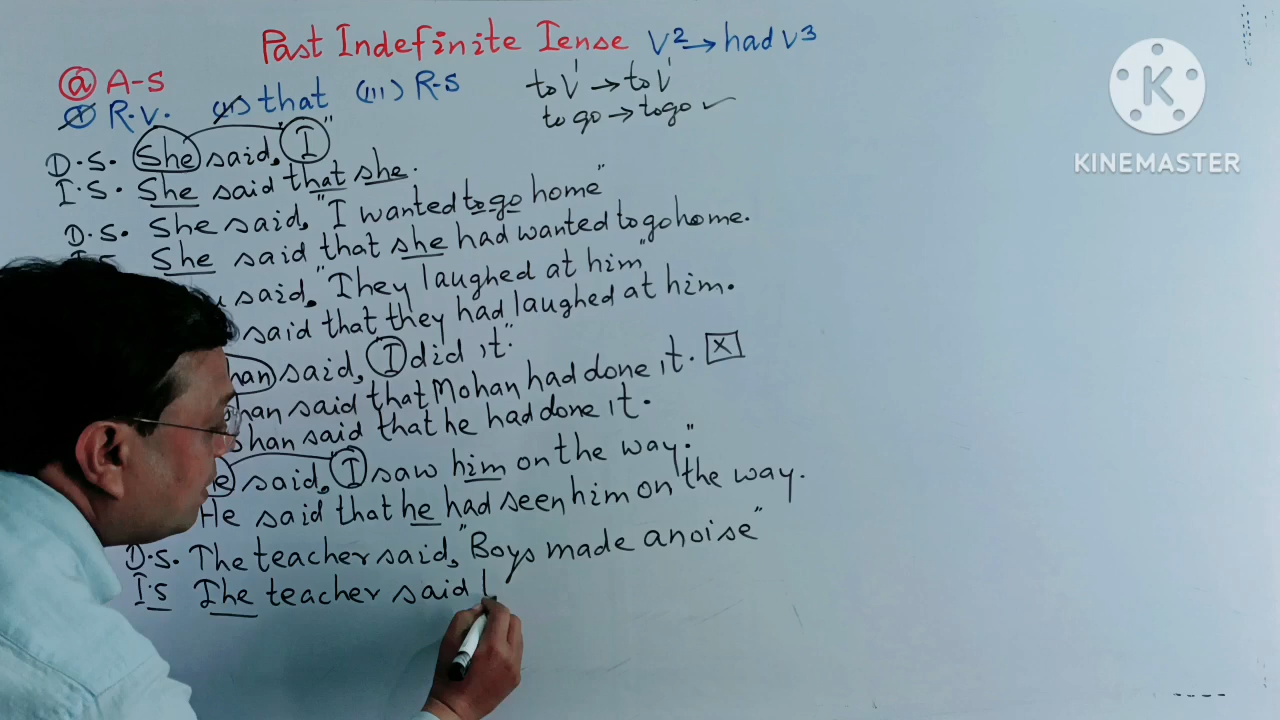 Past Indefinite Tense V2→had V3
ⓐ A-S
to V1 → to V1
R.V. (ii) that (iii) R-S
to go → to go ✓
D.S. She said, I"
I.S. She said that she.
D.S. She said, "I wanted to go home"
She said that she had wanted to go home.
said, "They laughed at him"
said that they had laughed at him.
han said, I did it."
han said that Mohan had done it. X
han said that he had done it.
e said, I saw him on the way."
He said that he had seen him on the way.
D.S. The teacher said, "Boys made a noise"
I.S The teacher said
KINEMASTER